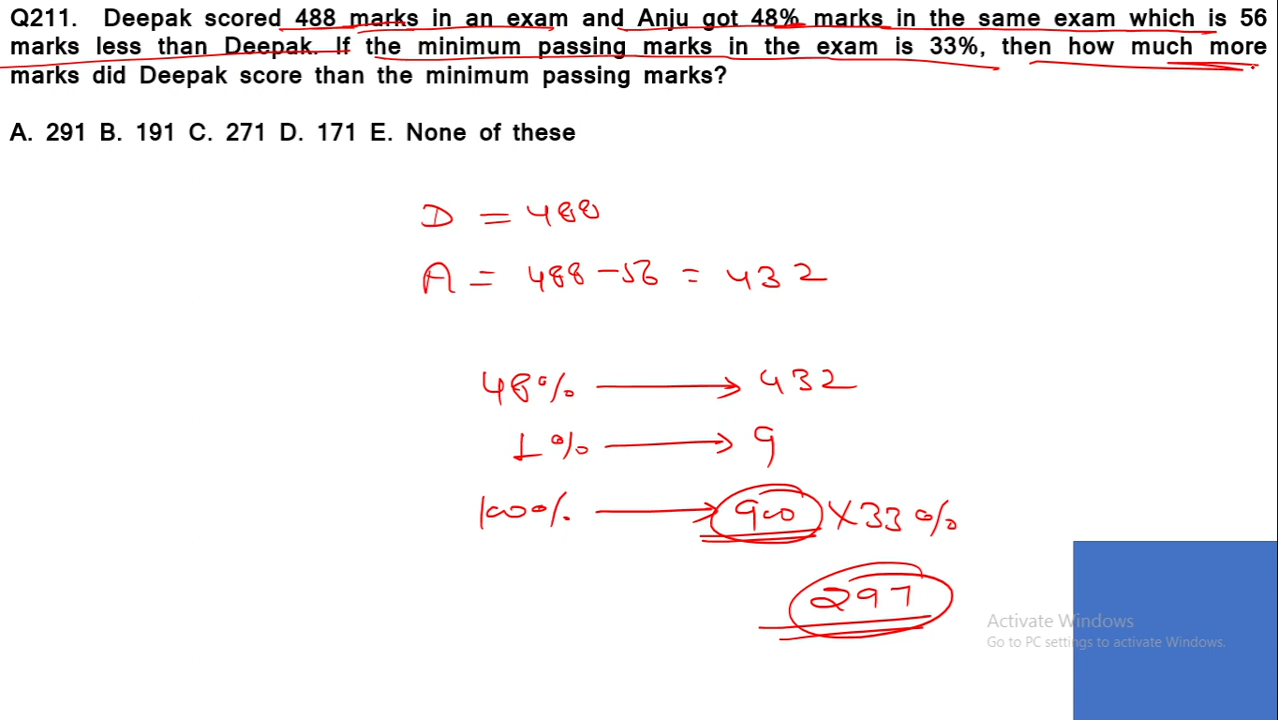 Q211. Deepak scored 488 marks in an exam and Anju got 48% marks in the same exam which is 56
marks less than Deepak. If the minimum passing marks in the exam is 33%, then how much more
marks did Deepak score than the minimum passing marks?
A. 291 B. 191 C. 271 D. 171 E. None of these
D = 488
A = 488 - 56 = 432
48% → 432
1% → 9
100% → 900 × 33%
297
Activate Windows
Go to PC settings to activate Windows.